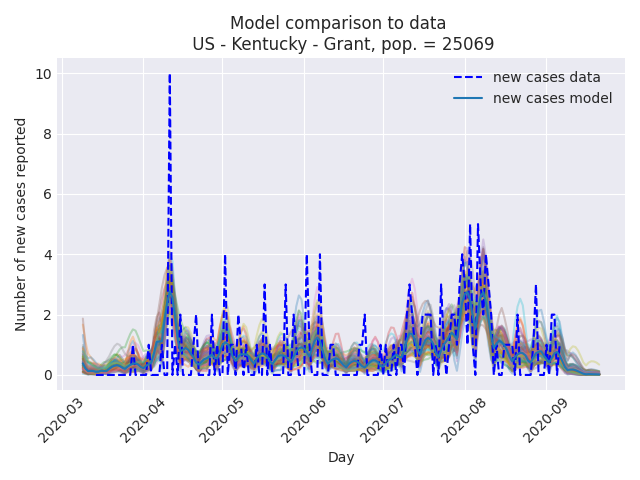 Model comparison to data
US - Kentucky - Grant, pop. = 25069
new cases data
new cases model
Number of new cases reported
10
8
6
4
2
0
2020-03
2020-04
2020-05
2020-06
2020-07
2020-08
2020-09
Day